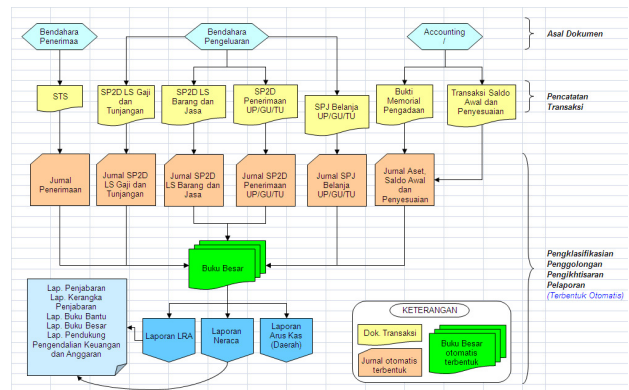 Bendahara
Penerimaa
Bendahara
Pengeluaran
Accounting
/
Asal Dokumen
STS
SP2D LS Gaji
dan
Tunjangan
SP2D LS
Barang dan
Jasa
SP2D
Penerimaan
UP/GU/TU
SPJ Belanja
UP/GU/TU
Bukti
Memorial
Pengadaan
Transaksi Saldo
Awal dan
Penyesuaian
Pencatatan
Transaksi
Jurnal
Penerimaan
Jurnal SP2D
LS Gaji dan
Tunjangan
Jurnal SP2D
LS Barang dan
Jasa
Jurnal SP2D
Penerimaan
UP/GU/TU
Jurnal SPJ
Belanja
UP/GU/TU
Jurnal Aset,
Saldo Awal
dan
Penyesuaian
Buku Besar
Pengklasifikasian
Penggolongan
Pengikhtisaran
Pelaporan
(Terbentuk Otomatis)
Lap. Penjabaran
Lap. Kerangka
Penjabaran
Lap. Buku Bantu
Lap. Buku Besar
Lap. Pendukung
Pengendalian Keuangan
dan Anggaran
Laporan LRA
Laporan
Neraca
Laporan
Arus Kas
(Daerah)
KETERANGAN
Dok. Transaksi
Jurnal otomatis
terbentuk
Buku Besar
otomatis
terbentuk